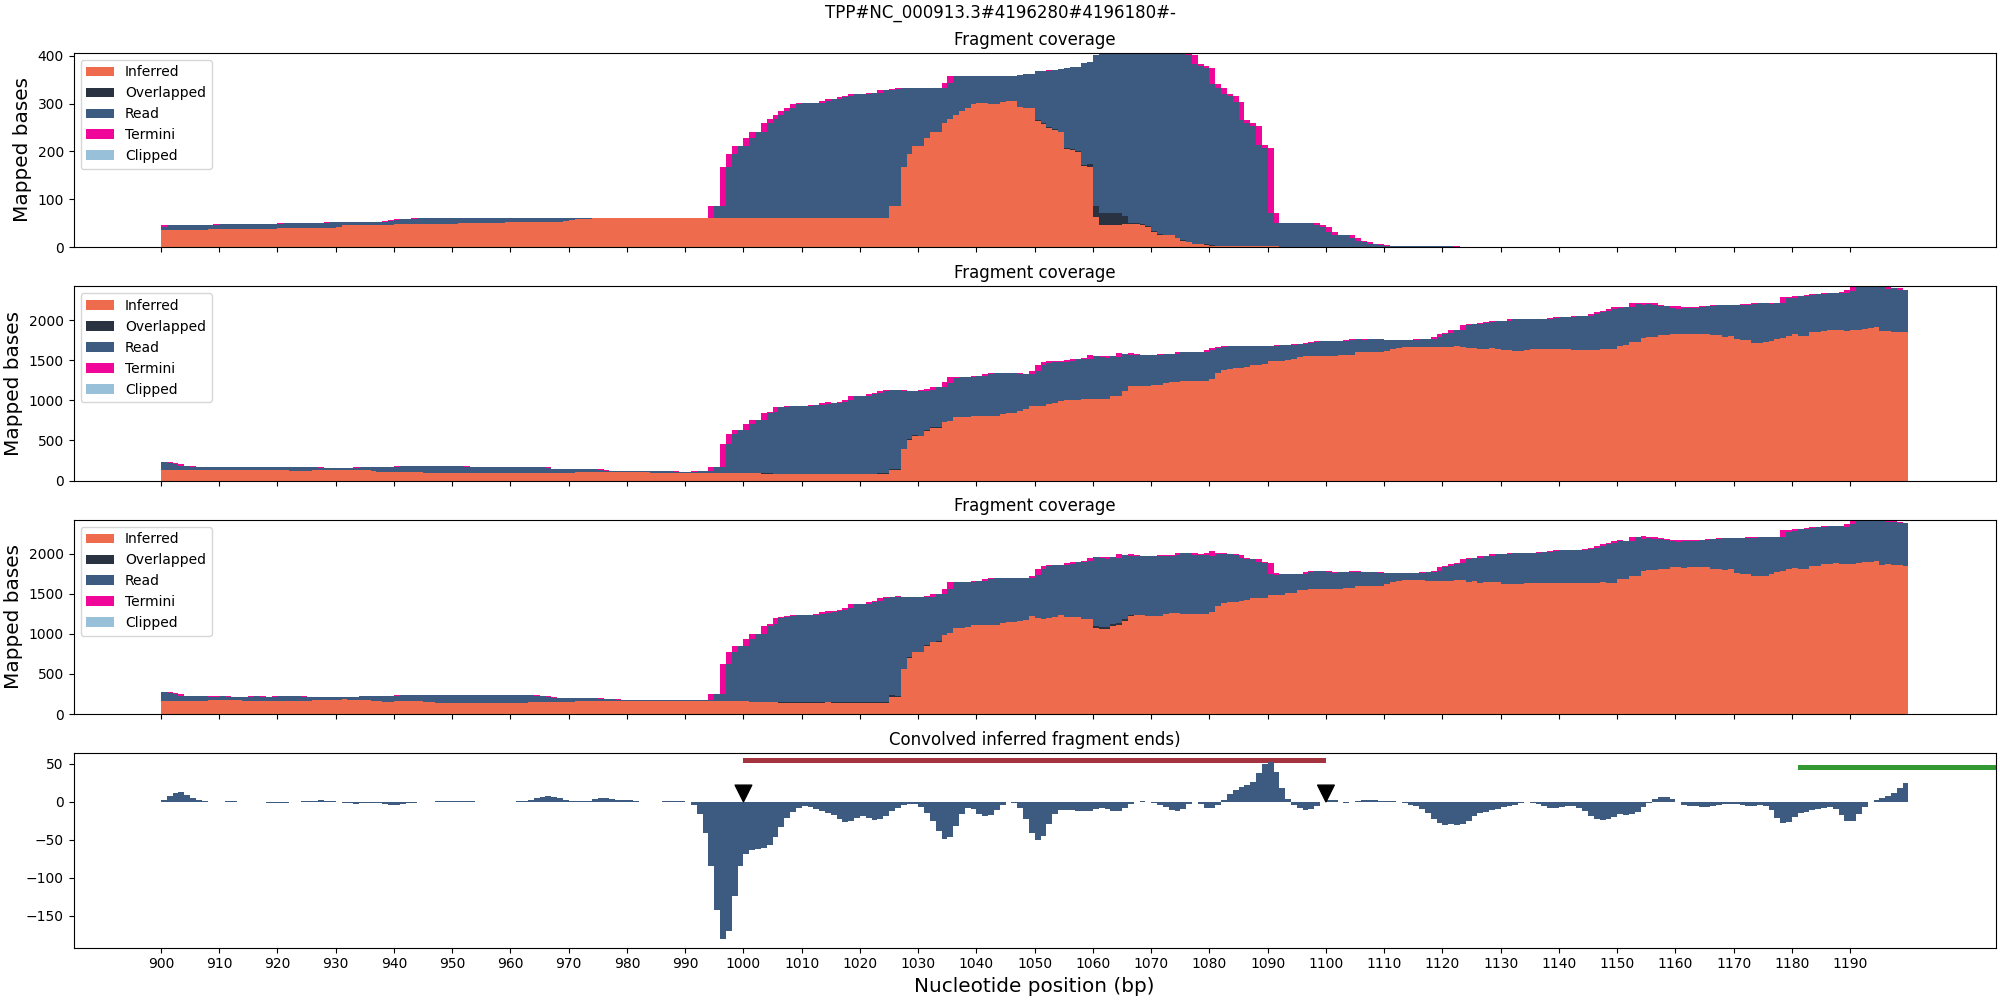 TPP#NC_000913.3#4196280#4196180#-
Fragment coverage
Mapped bases
400
300
200
100
0
Inferred
Overlapped
Read
Termini
Clipped
Fragment coverage
Mapped bases
2000
1500
1000
500
0
Inferred
Overlapped
Read
Termini
Clipped
Fragment coverage
Mapped bases
2000
1500
1000
500
0
Inferred
Overlapped
Read
Termini
Clipped
Convolved inferred fragment ends)
50
0
−50
−100
−150
900 910 920 930 940 950 960 970 980 990 1000 1010 1020 1030 1040 1050 1060 1070 1080 1090 1100 1110 1120 1130 1140 1150 1160 1170 1180 1190
Nucleotide position (bp)